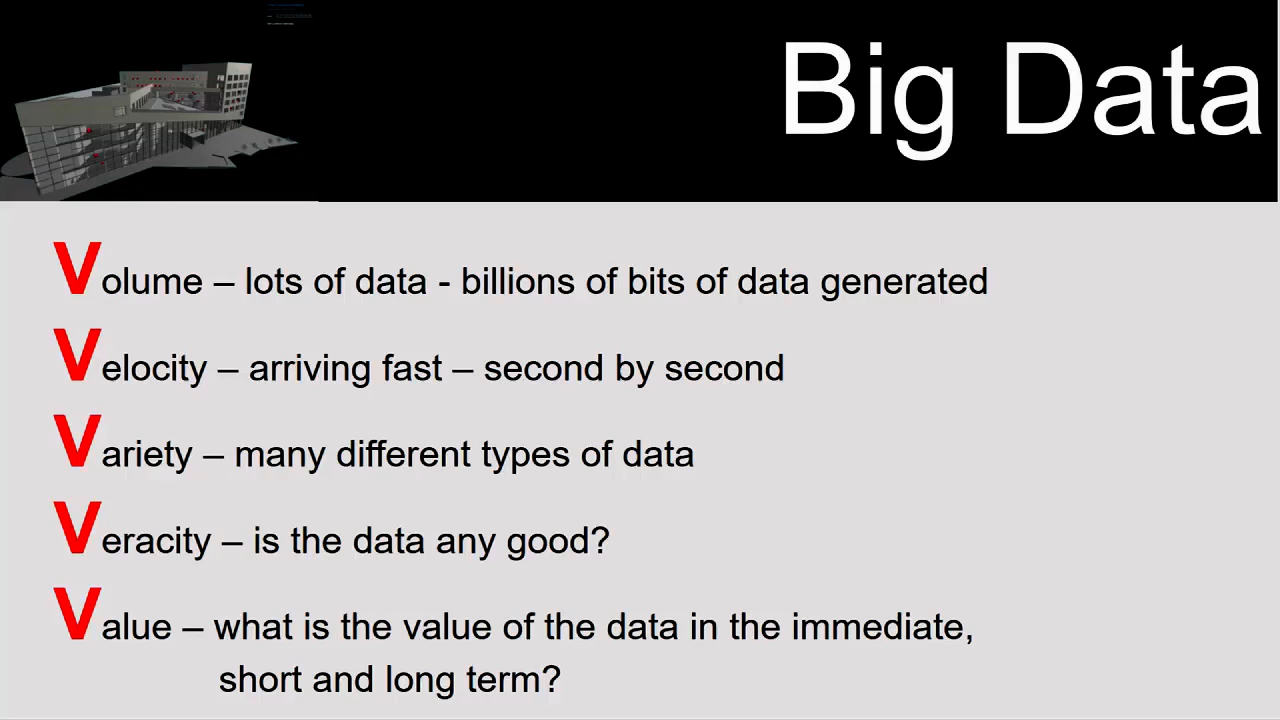 Big Data
Volume – lots of data - billions of bits of data generated
Velocity – arriving fast – second by second
Variety – many different types of data
Veracity – is the data any good?
Value – what is the value of the data in the immediate,
short and long term?